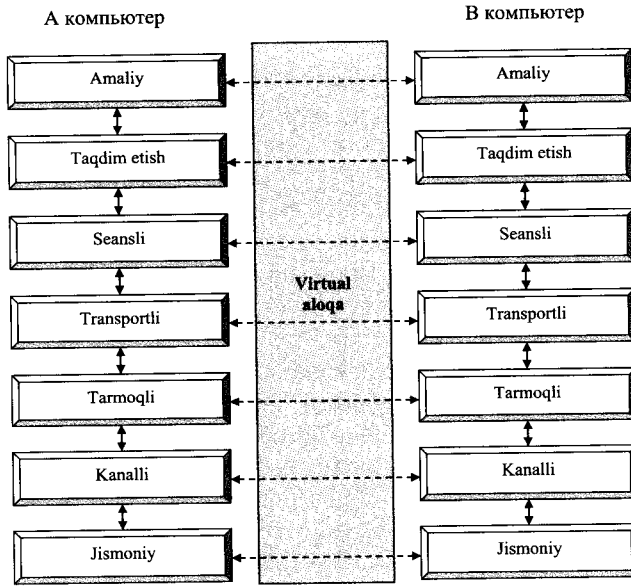 А компьютер
В компьютер
Amaliy
Amaliy
Taqdim etish
Taqdim etish
Seansli
Seansli
Virtual
aloqa
Transportli
Transportli
Tarmoqli
Tarmoqli
Kanalli
Kanalli
Jismoniy
Jismoniy